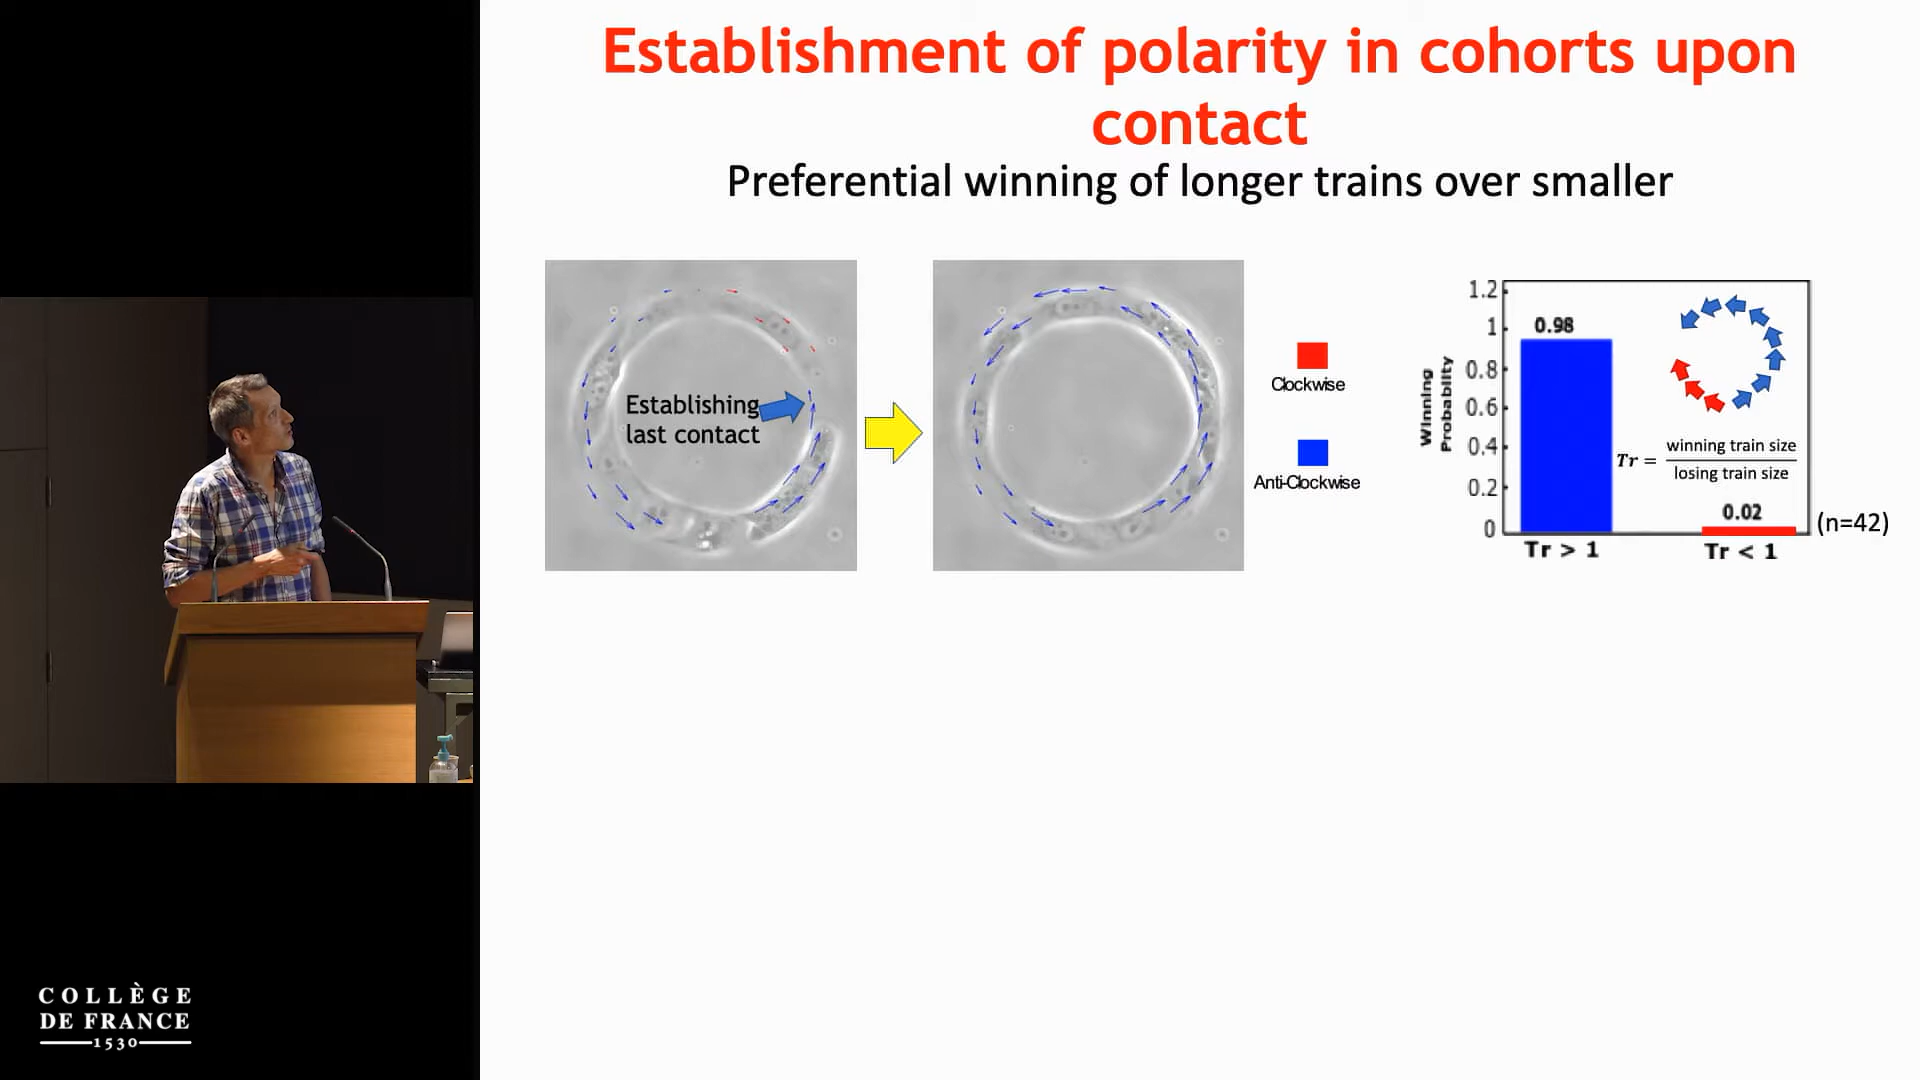 Establishment of polarity in cohorts upon
contact
Preferential winning of longer trains over smaller
Establishing
last contact
Clockwise
Anti-Clockwise
Winning
Probablity
1.2
1
0.8
0.6
0.4
0.2
0
0.98
Tr = winning train size
losing train size
0.02
Tr > 1
Tr < 1
(n=42)
COLLÈGE
DE FRANCE
1530